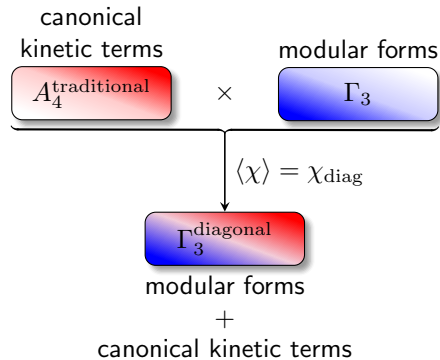 canonical
kinetic terms
modular forms
A_4^traditional × Γ_3
⟨χ⟩ = χ_diag
Γ_3^diagonal
modular forms
+
canonical kinetic terms